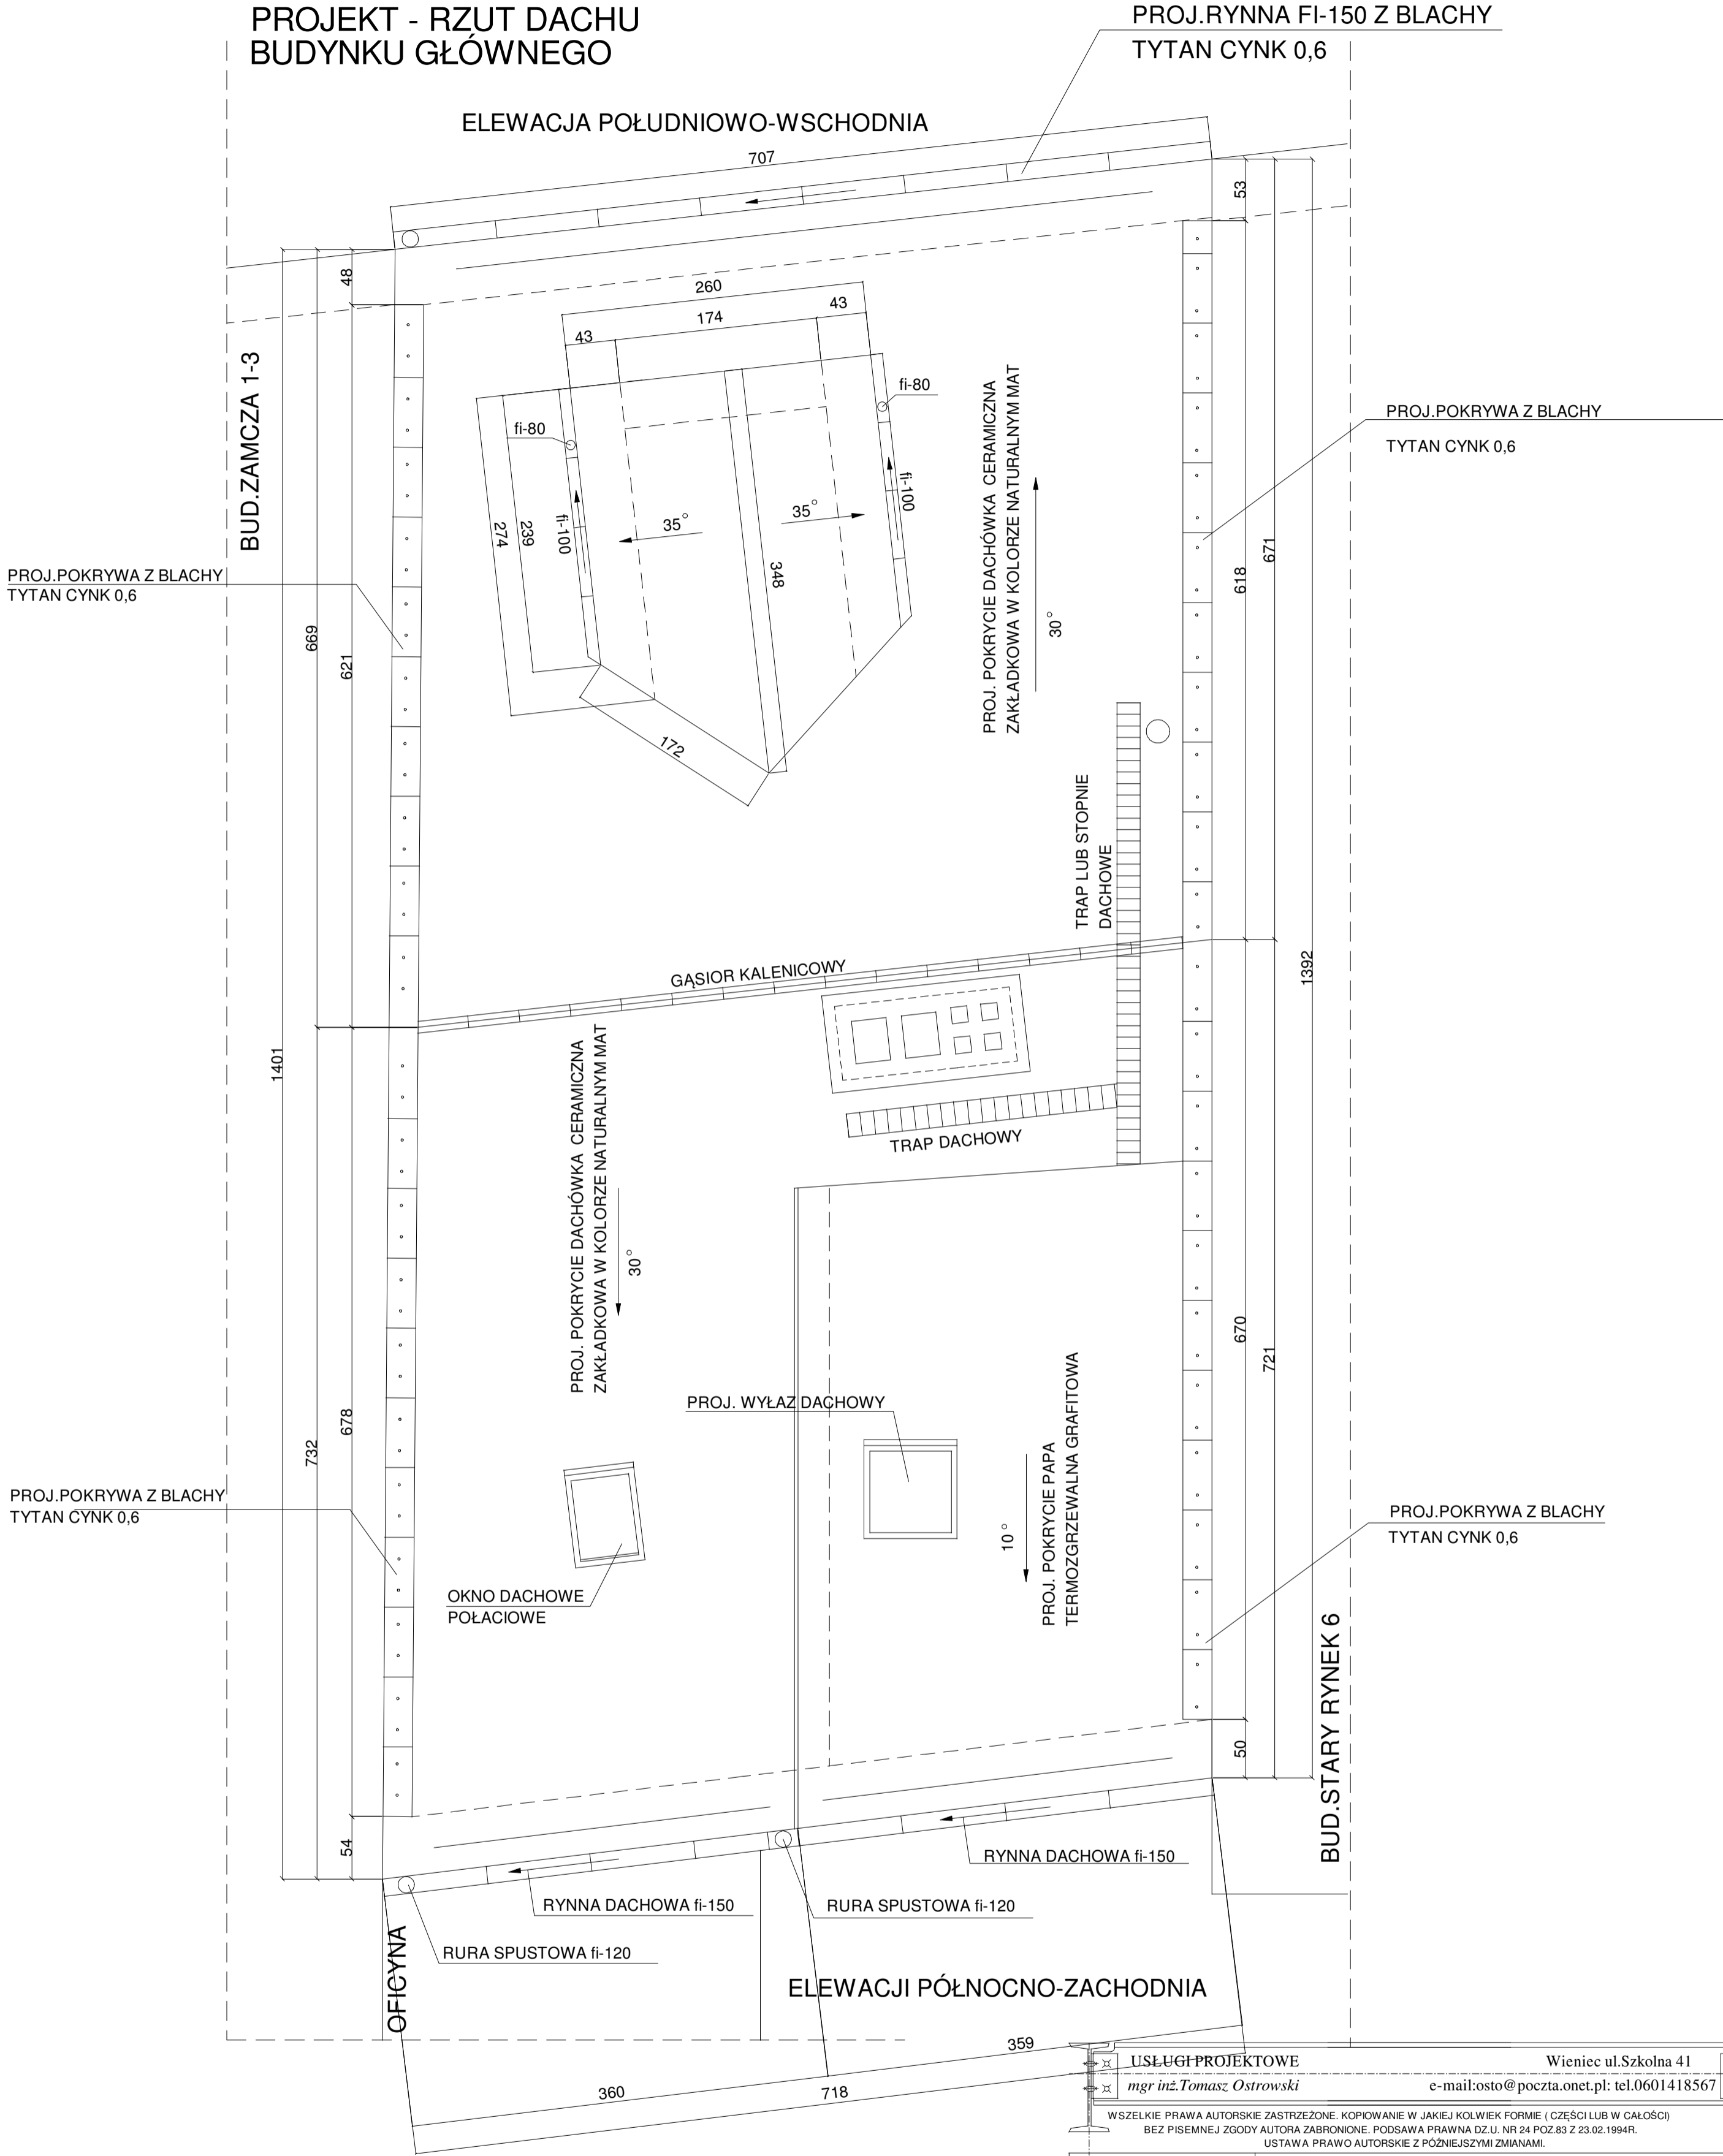 PROJEKT - RZUT DACHU
BUDYNKU GŁÓWNEGO
PROJ.RYNNA FI-150 Z BLACHY
TYTAN CYNK 0,6
ELEWACJA POŁUDNIOWO-WSCHODNIA
707
53
48
260
174
43
43
BUD.ZAMCZA 1-3
fi-80
fi-80
PROJ.POKRYWA Z BLACHY
TYTAN CYNK 0,6
fi-100
fi-100
35°
35°
274
239
348
PROJ. POKRYCIE DACHÓWKA CERAMICZNA
ZAKŁADKOWA W KOLORZE NATURALNYM MAT
30°
671
618
PROJ.POKRYWA Z BLACHY
TYTAN CYNK 0,6
669
621
172
TRAP LUB STOPNIE
DACHOWE
GĄSIOR KALENICOWY
1392
1401
PROJ. POKRYCIE DACHÓWKA CERAMICZNA
ZAKŁADKOWA W KOLORZE NATURALNYM MAT
30°
TRAP DACHOWY
670
721
PROJ. WYŁAZ DACHOWY
678
732
PROJ. POKRYCIE PAPA
TERMOZGRZEWALNA GRAFITOWA
10°
PROJ.POKRYWA Z BLACHY
TYTAN CYNK 0,6
PROJ.POKRYWA Z BLACHY
TYTAN CYNK 0,6
OKNO DACHOWE
POŁACIOWE
BUD.STARY RYNEK 6
50
54
RYNNA DACHOWA fi-150
RYNNA DACHOWA fi-150
RURA SPUSTOWA fi-120
RURA SPUSTOWA fi-120
OFICYNA
ELEWACJI PÓŁNOCNO-ZACHODNIA
359
360
718
USŁUGI PROJEKTOWE
Wieniec ul.Szkolna 41
mgr inż.Tomasz Ostrowski
e-mail:osto@poczta.onet.pl: tel.0601418567
WSZELKIE PRAWA AUTORSKIE ZASTRZEŻONE. KOPIOWANIE W JAKIEJ KOLWIEK FORMIE ( CZĘŚCI LUB W CAŁOŚCI)
BEZ PISEMNEJ ZGODY AUTORA ZABRONIONE. PODSAWA PRAWNA DZ.U. NR 24 POZ.83 Z 23.02.1994R.
USTAWA PRAWO AUTORSKIE Z PÓŹNIEJSZYMI ZMIANAMI.